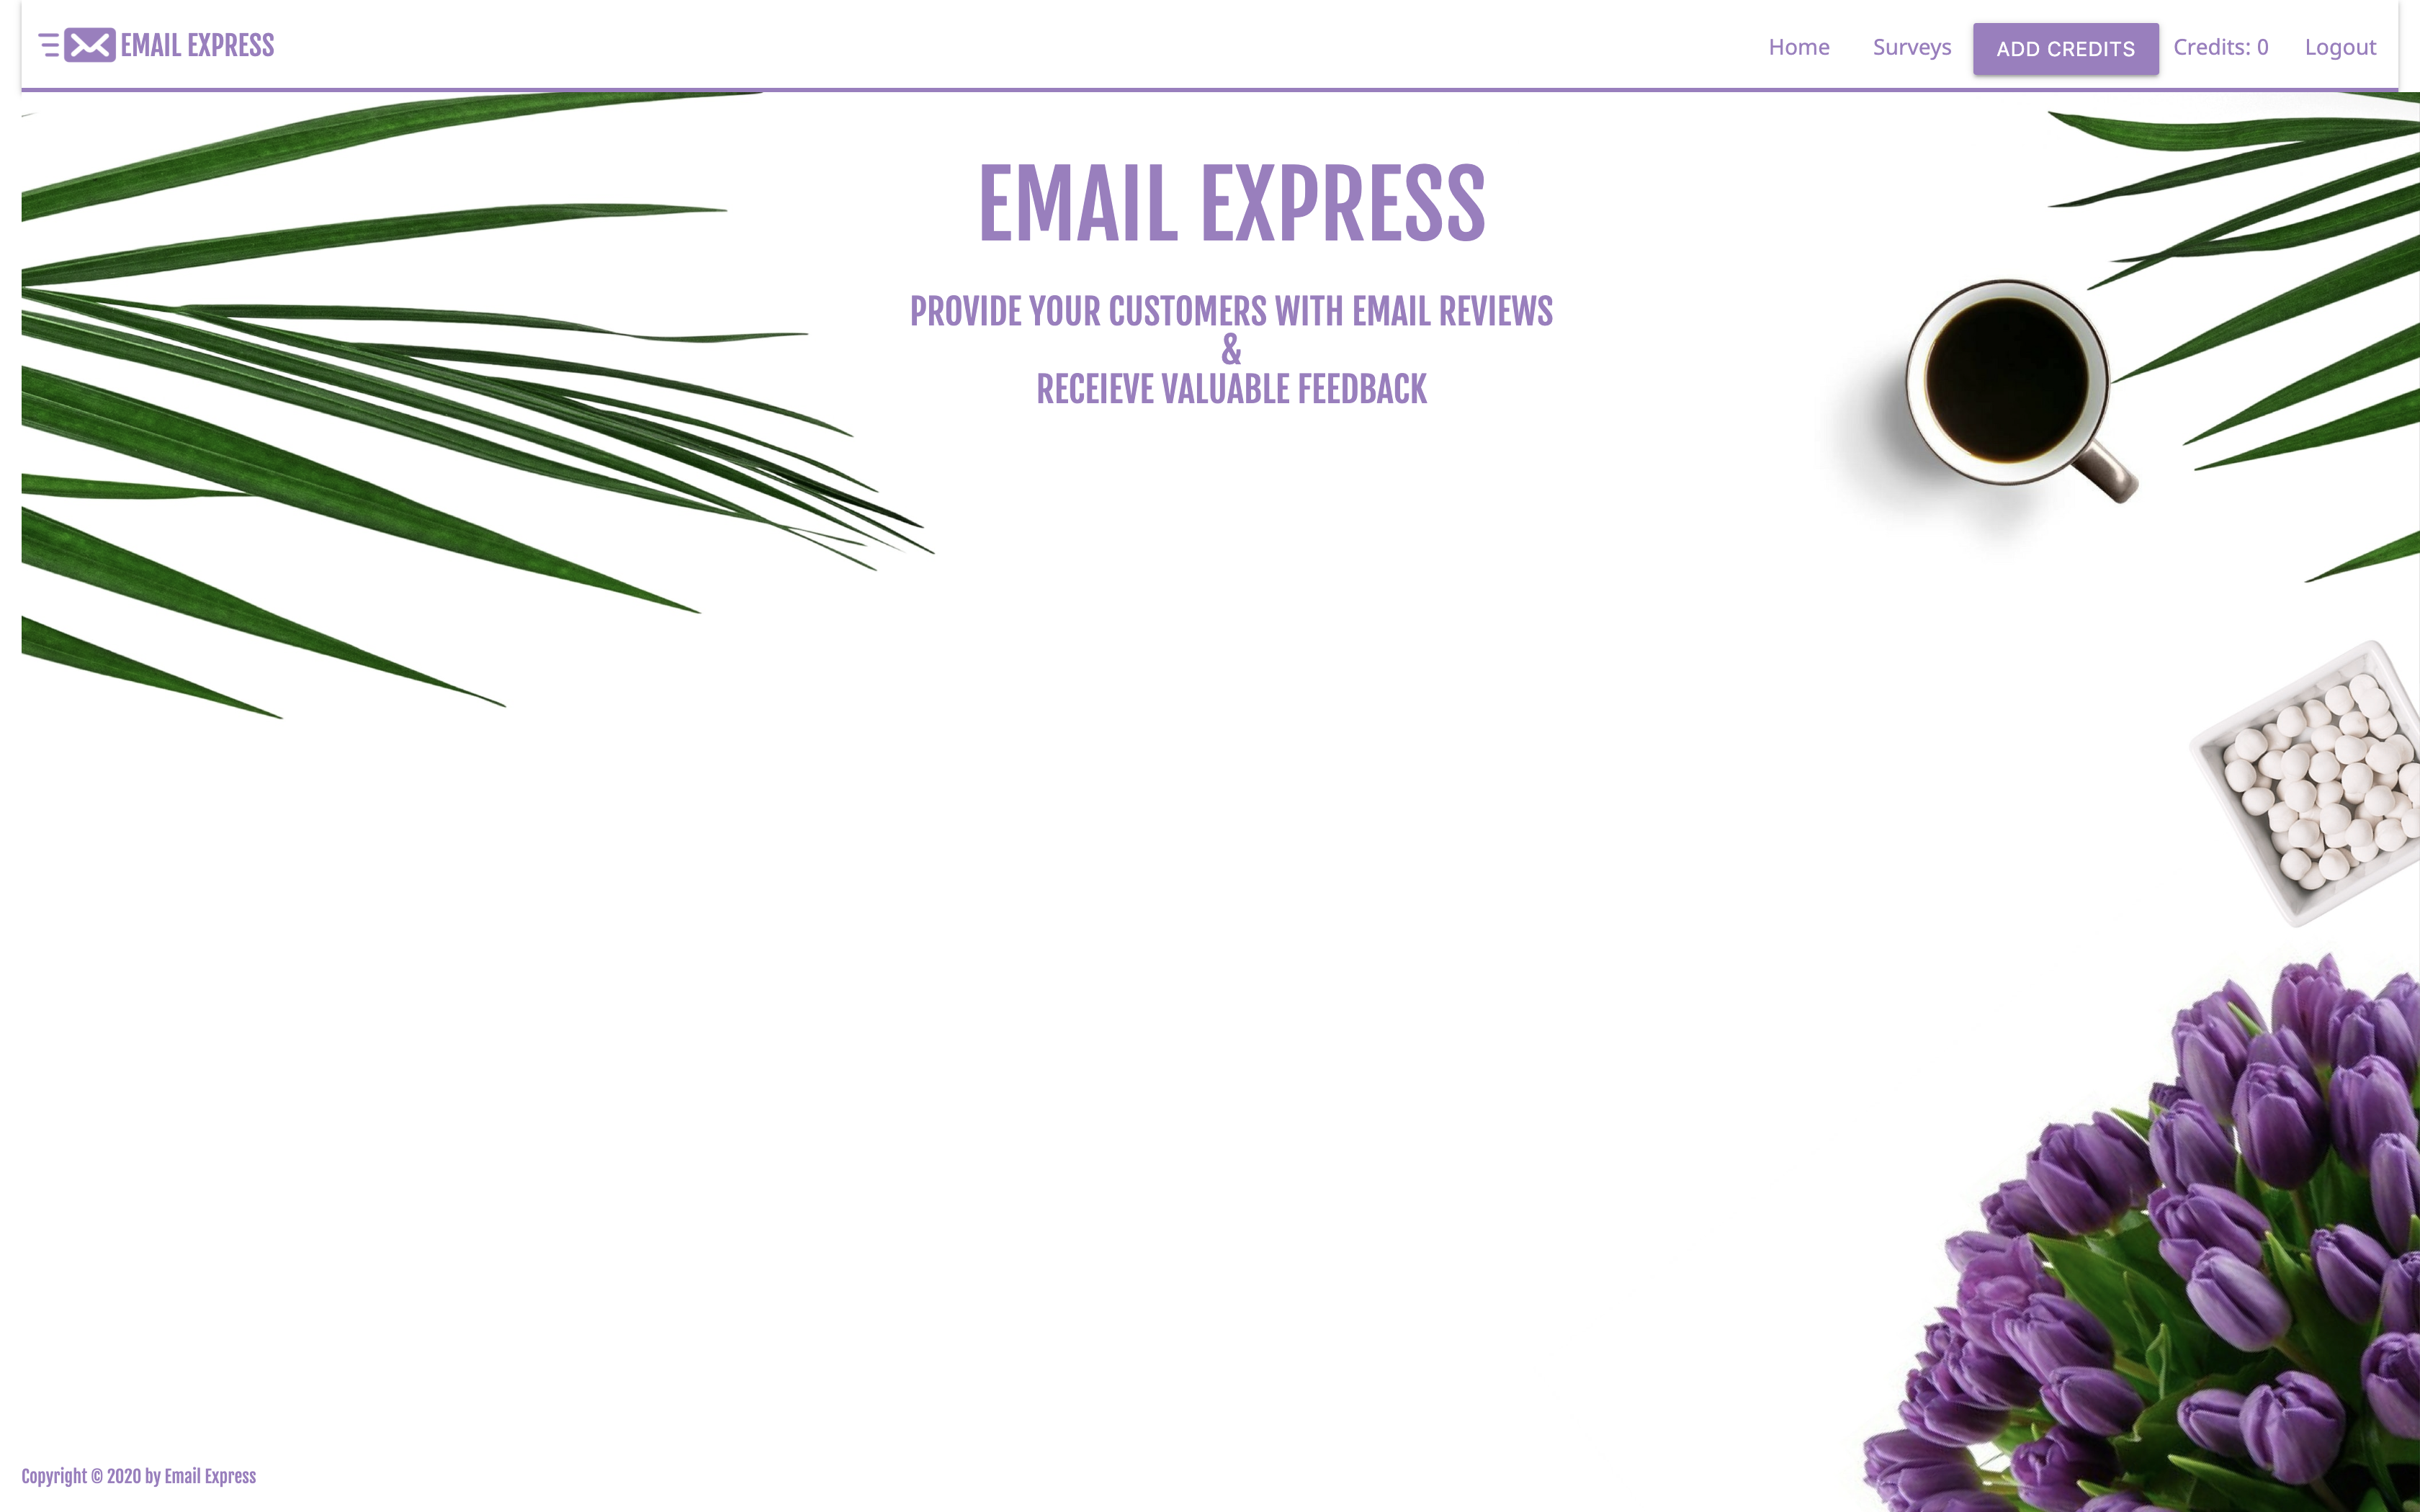 EMAIL EXPRESS
Home Surveys ADD CREDITS Credits: 0 Logout
EMAIL EXPRESS
PROVIDE YOUR CUSTOMERS WITH EMAIL REVIEWS
&
RECEIEVE VALUABLE FEEDBACK
Copyright © 2020 by Email Express